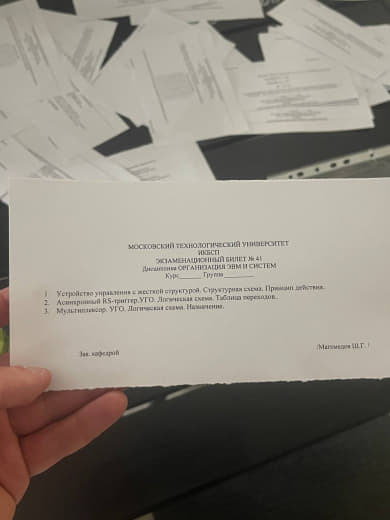 МОСКОВСКИЙ ТЕХНОЛОГИЧЕСКИЙ УНИВЕРСИТЕТ
ИКБСП
ЭКЗАМЕНАЦИОННЫЙ БИЛЕТ № 41
Дисциплина ОРГАНИЗАЦИЯ ЭВМ И СИСТЕМ
Курс______ Группа________
1 Устройство управления с жесткой структурой. Структурная схема. Принцип действия.
2. Асинхронный RS-триггер.УГО. Логическая схема. Таблица переходов.
3. Мультиплексор. УГО. Логическая схема. Назначение.
Зав. кафедрой
/Магомедов Ш.Г. /